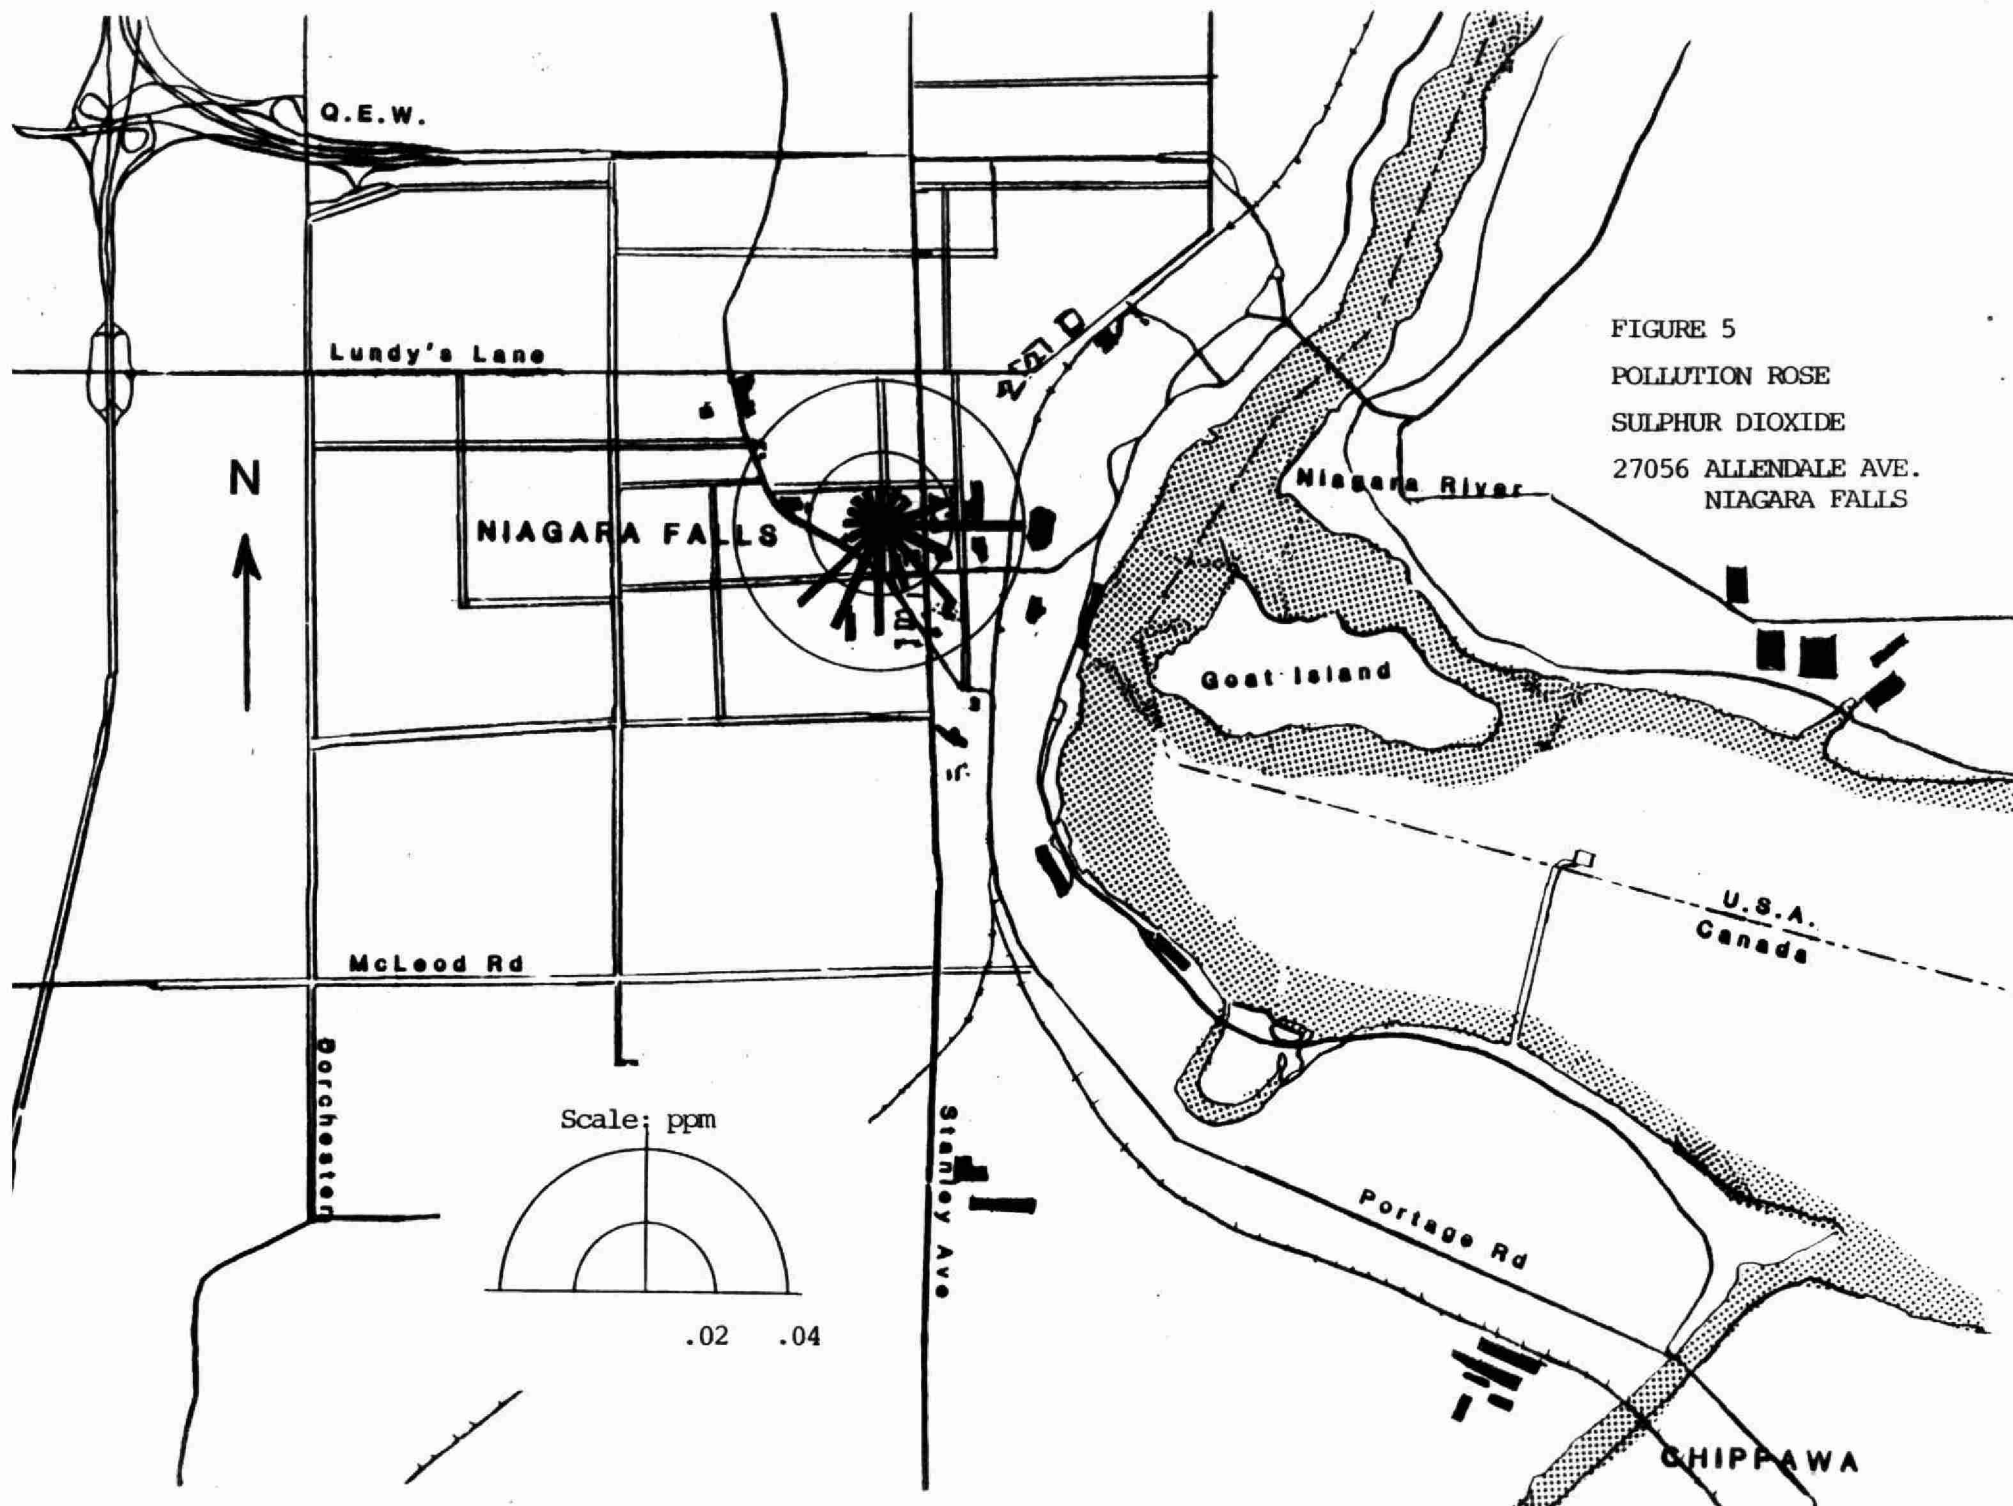 Q.E.W.
Lundy's Lane
FIGURE 5
POLLUTION ROSE
SULPHUR DIOXIDE
27056 ALLENDALE AVE.
NIAGARA FALLS
N
Niagara River
NIAGARA FALLS
Goat Island
U.S.A.
Canada
McLeod Rd
Dorchester
Scale: ppm
.02 .04
Stanley Ave
Portage Rd
CHIPPAWA